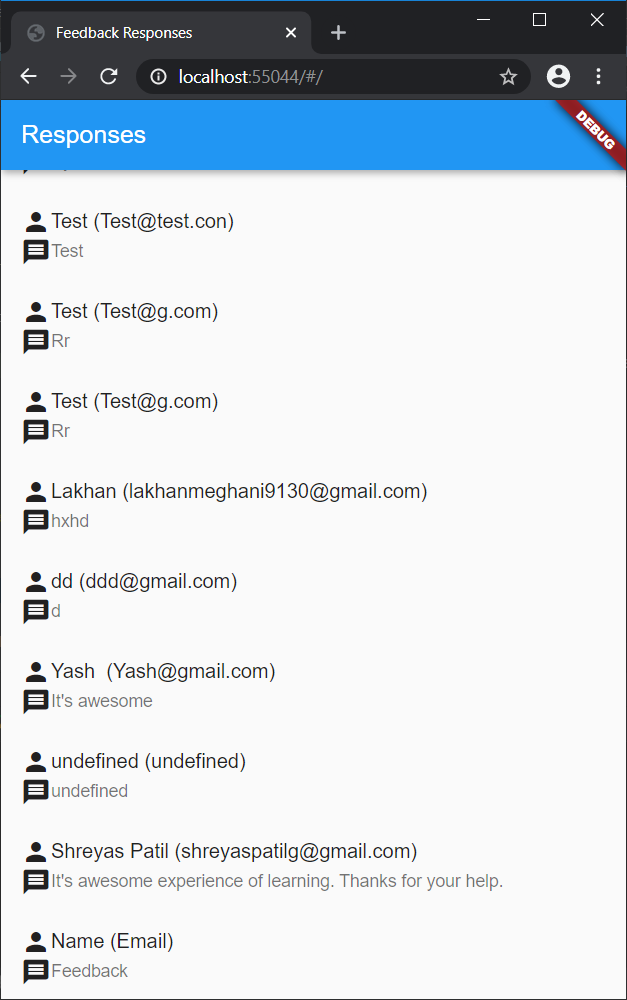 Feedback Responses
localhost:55044/#/
Responses
DEBUG
Test (Test@test.con)
Test
Test (Test@g.com)
Rr
Test (Test@g.com)
Rr
Lakhan (lakhanmeghani9130@gmail.com)
hxhd
dd (ddd@gmail.com)
d
Yash  (Yash@gmail.com)
It's awesome
undefined (undefined)
undefined
Shreyas Patil (shreyaspatilg@gmail.com)
It's awesome experience of learning. Thanks for your help.
Name (Email)
Feedback